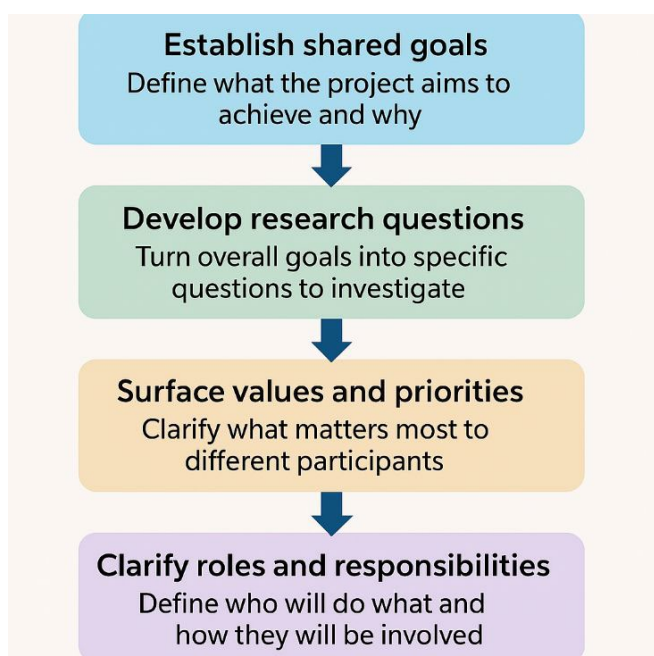 Establish shared goals
Define what the project aims to
achieve and why
Develop research questions
Turn overall goals into specific
questions to investigate
Surface values and priorities
Clarify what matters most to
different participants
Clarify roles and responsibilities
Define who will do what and
how they will be involved